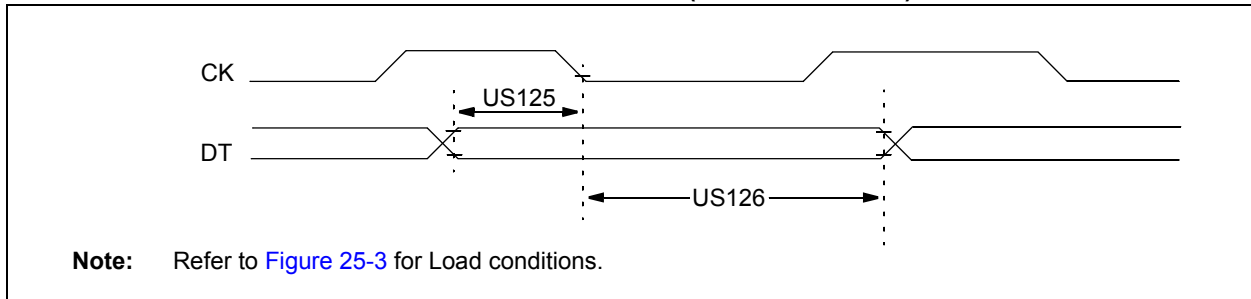 CK
US125
DT
US126
Note: Refer to Figure 25-3 for Load conditions.